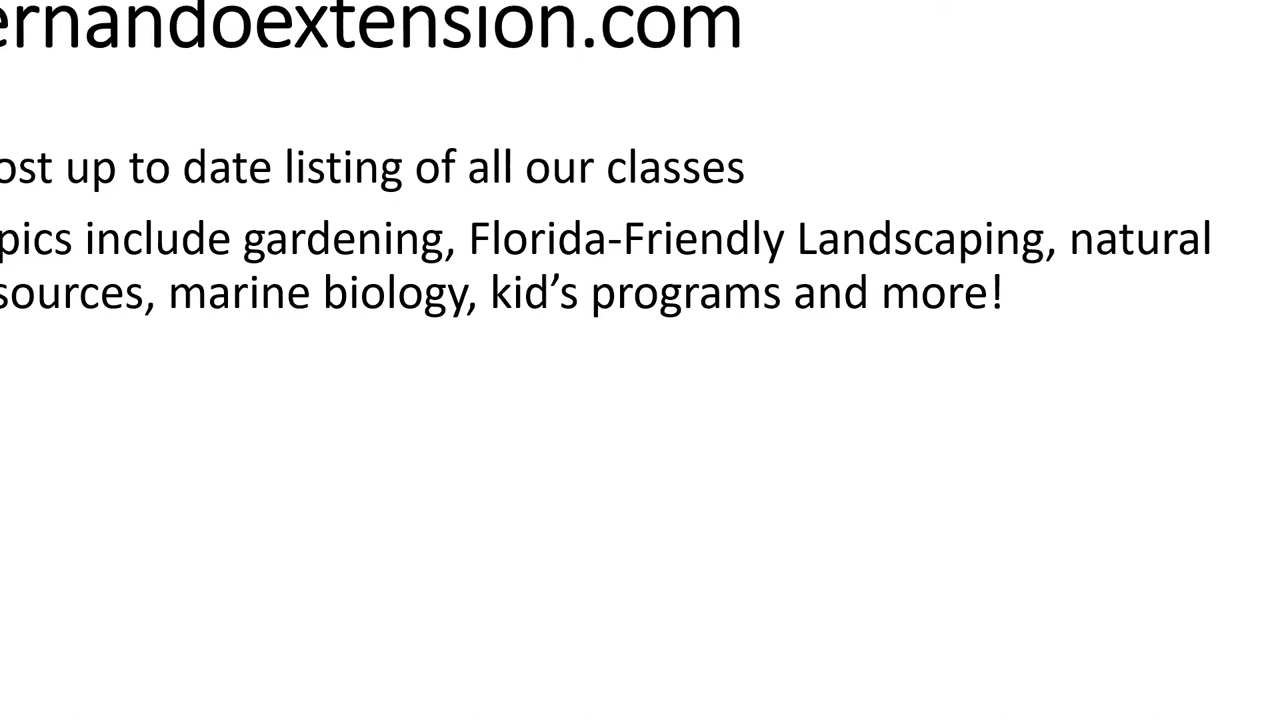 ernandoextension.com
ost up to date listing of all our classes
pics include gardening, Florida-Friendly Landscaping, natural
sources, marine biology, kid’s programs and more!